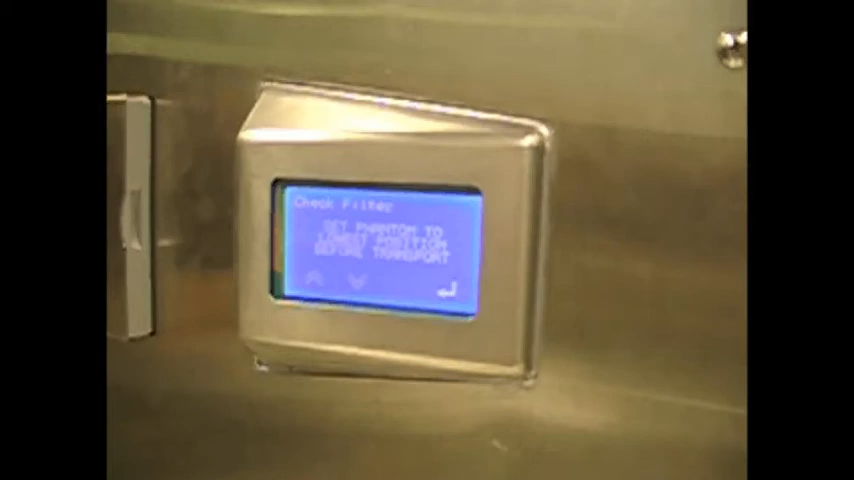 Check Filter
SET PHANTOM TO
LOWEST POSITION
BEFORE TRANSPORT